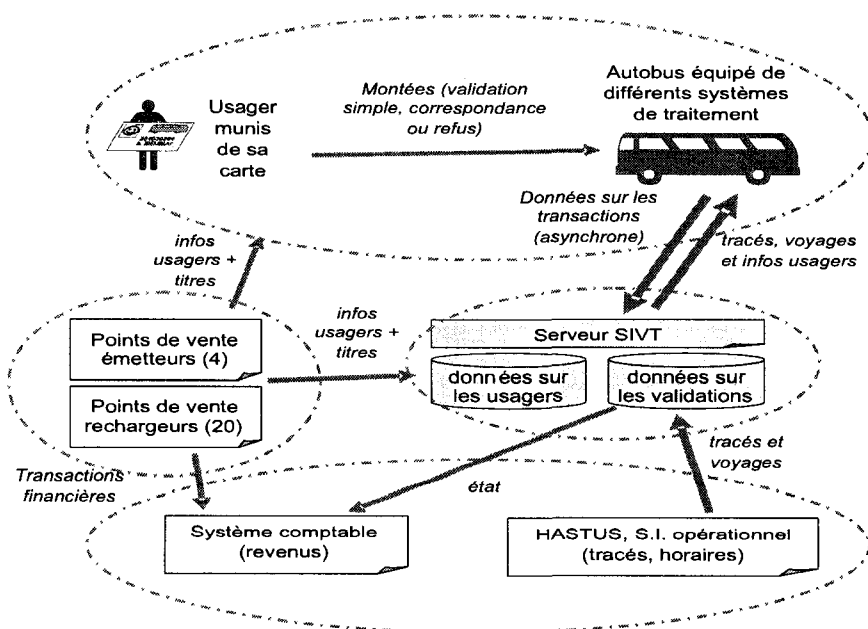 Usager
munis
de sa
carte
Montées (validation
simple, correspondance
ou refus)
Autobus équipé de
différents systèmes
de traitement
Données sur les
transactions
(asynchrone)
tracés, voyages
et infos usagers
infos
usagers +
titres
infos
usagers +
titres
Points de vente
émetteurs (4)
Points de vente
rechargeurs (20)
Serveur SIVT
données sur
les usagers
données sur
les validations
Transactions
financières
état
tracés et
voyages
Système comptable
(revenus)
HASTUS, S.I. opérationnel
(tracés, horaires)